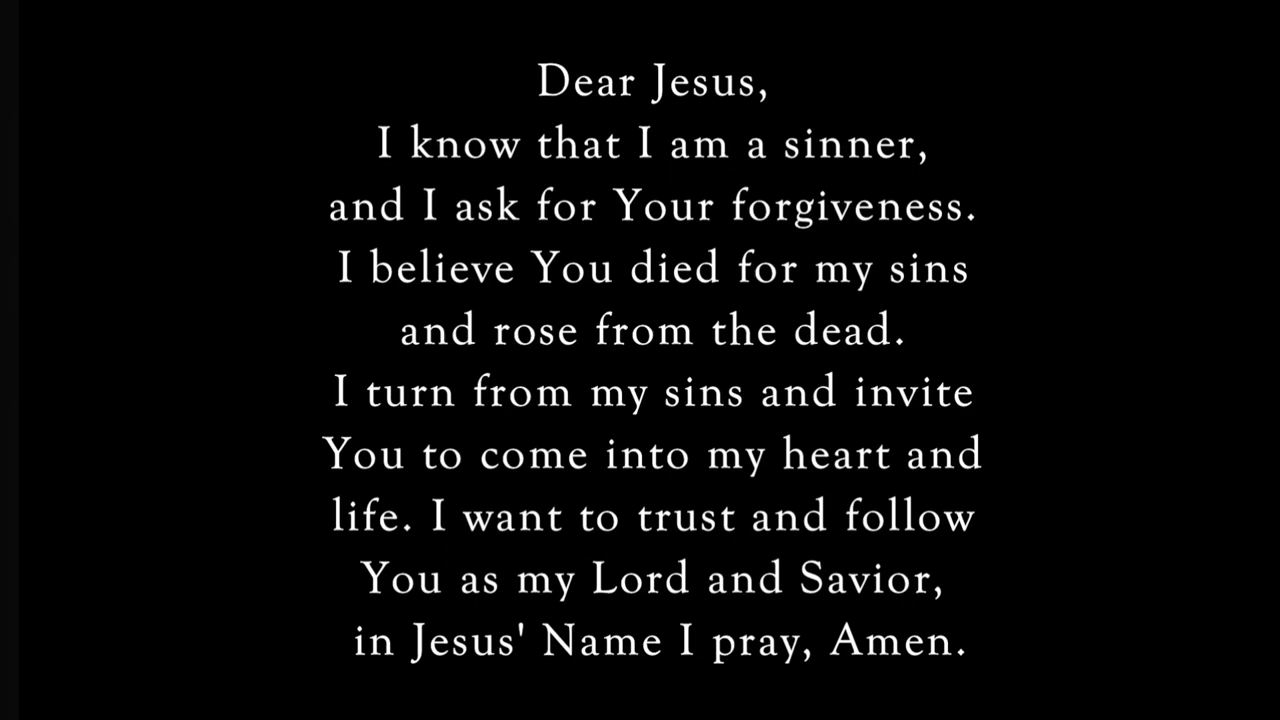 Dear Jesus,
I know that I am a sinner,
and I ask for Your forgiveness.
I believe You died for my sins
and rose from the dead.
I turn from my sins and invite
You to come into my heart and
life. I want to trust and follow
You as my Lord and Savior,
in Jesus' Name I pray, Amen.